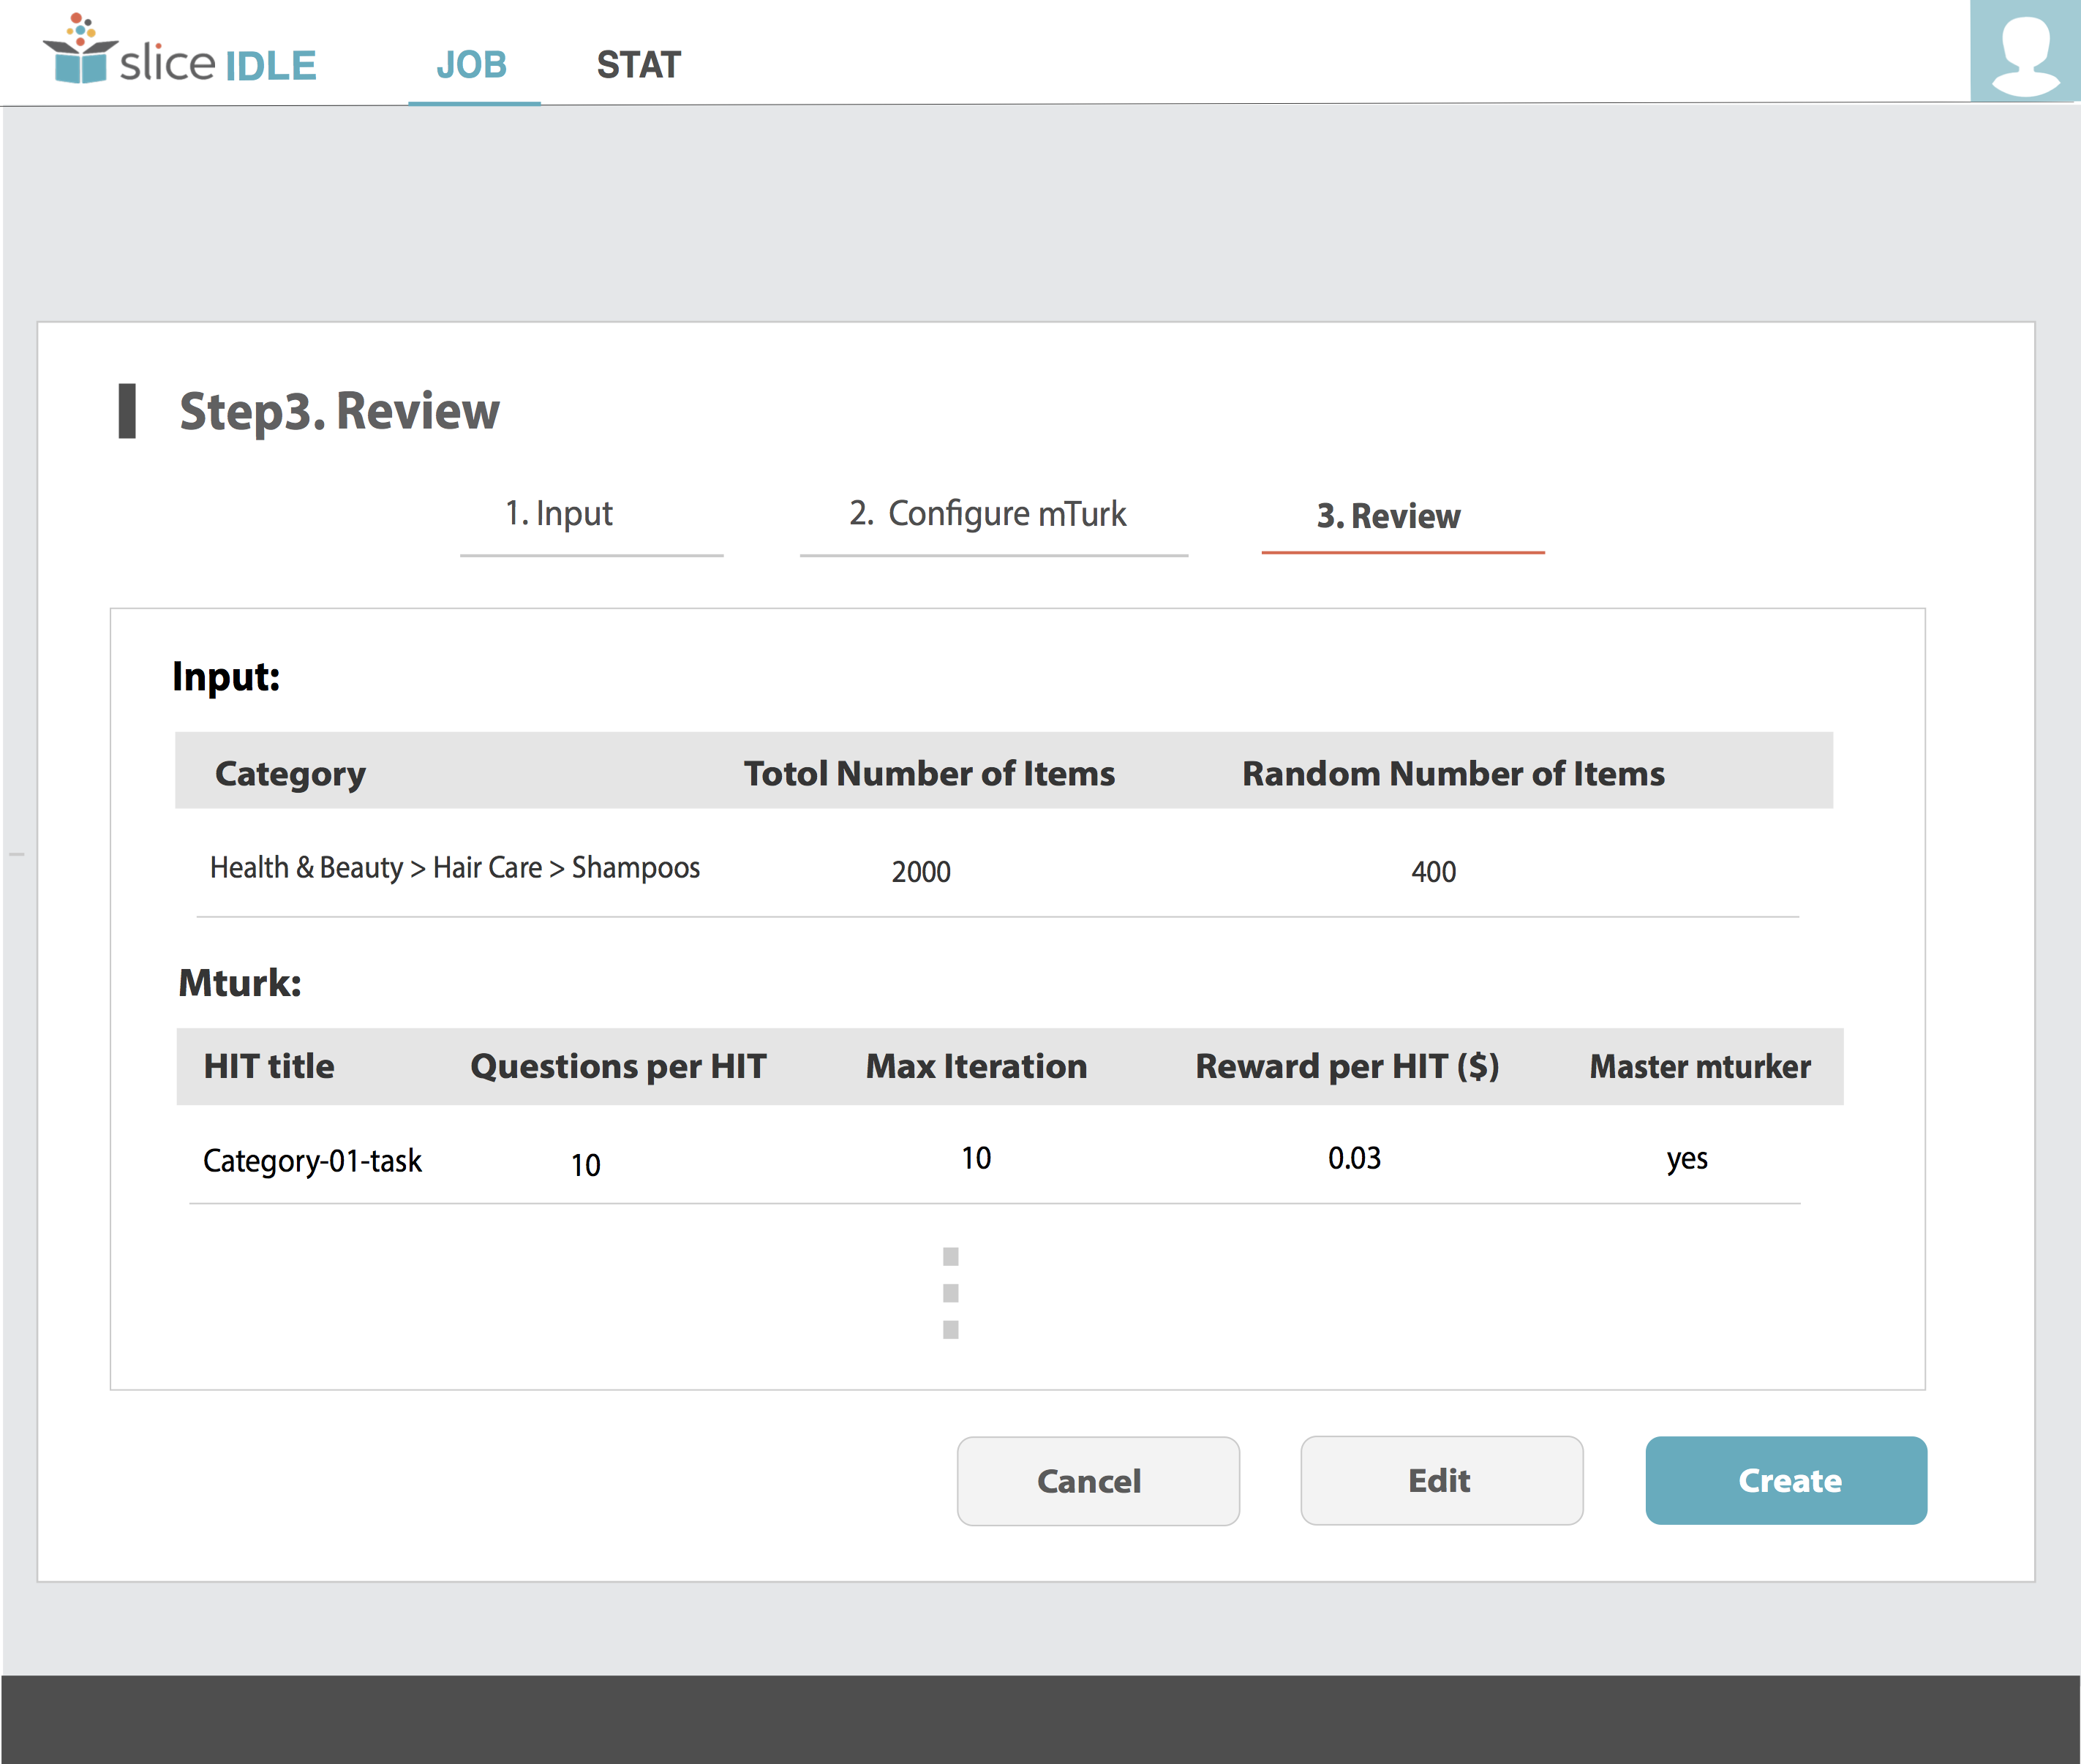 slice IDLE JOB STAT
Step3. Review
1. Input 2. Configure mTurk 3. Review
Input:
Category Totol Number of Items Random Number of Items
Health & Beauty > Hair Care > Shampoos 2000 400
Mturk:
HIT title Questions per HIT Max Iteration Reward per HIT ($) Master mturker
Category-01-task 10 10 0.03 yes
Cancel Edit Create